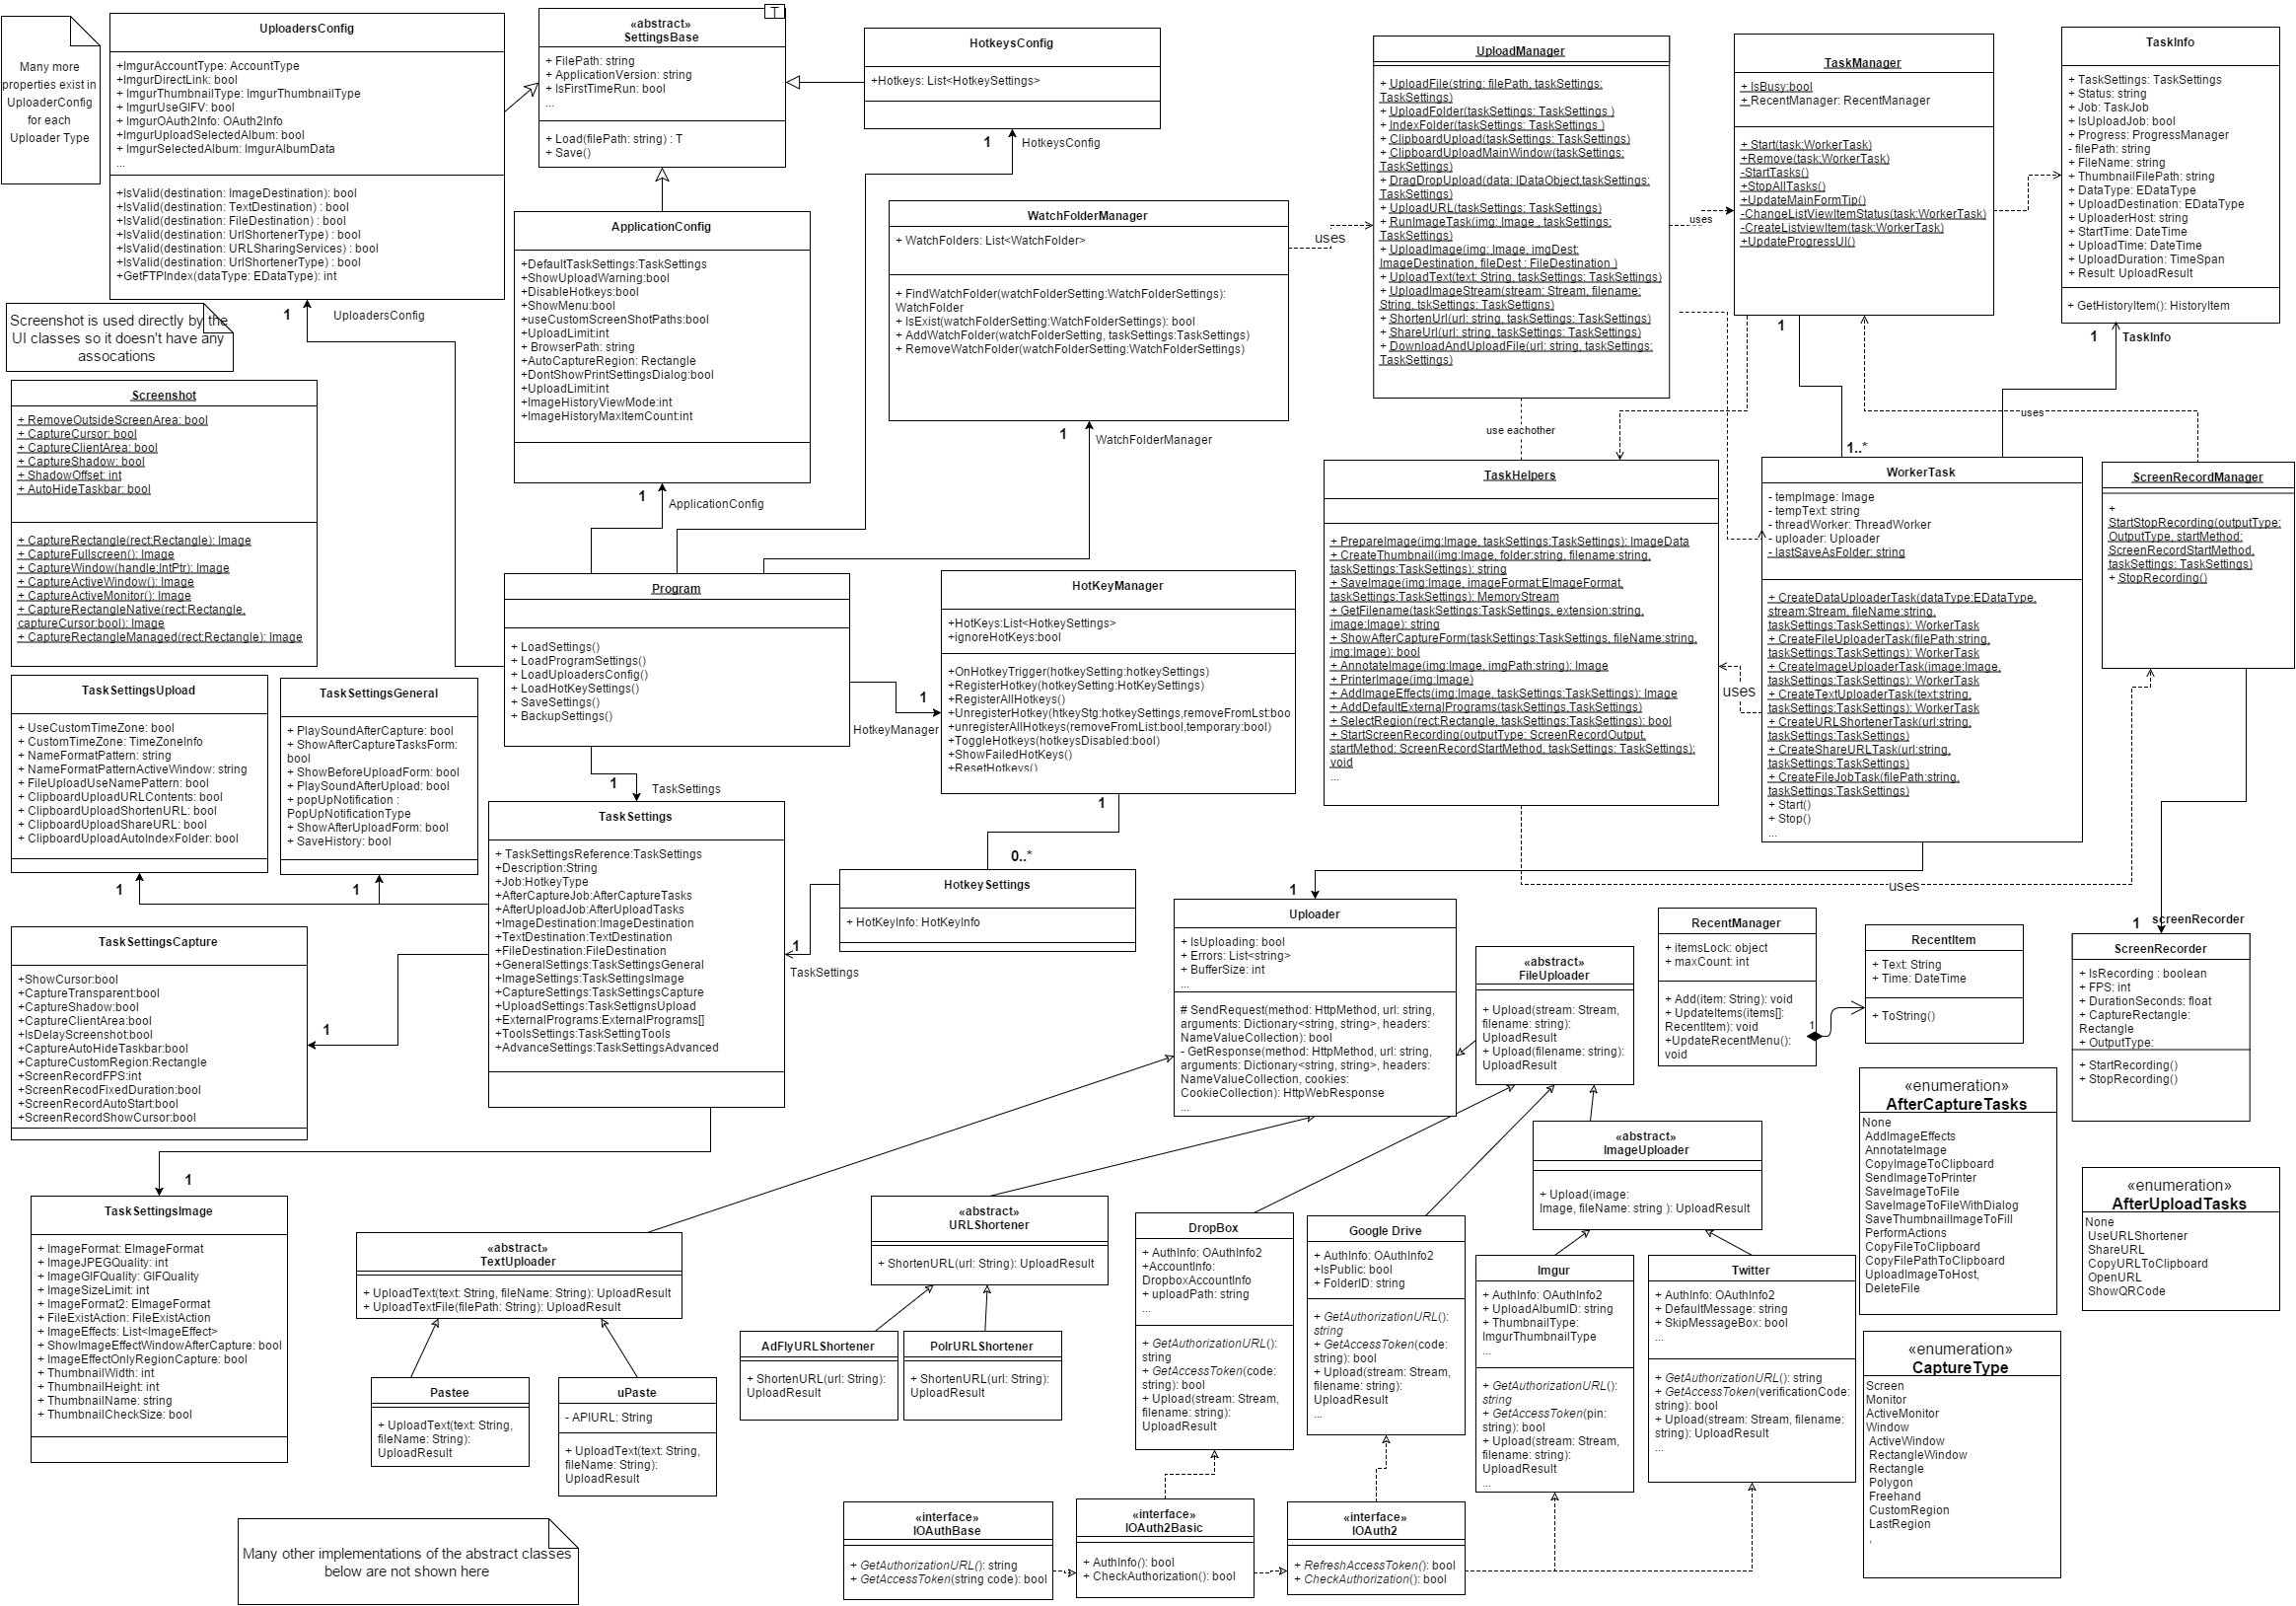 Many more
properties exist in
UploaderConfig
for each
Uploader Type
UploadersConfig
+ImgurAccountType: AccountType
+ImgurDirectLink: bool
+ ImgurThumbnailType: ImgurThumbnailType
+ ImgurUseGIFV: bool
+ ImgurOAuth2Info: OAuth2Info
+ImgurUploadSelectedAlbum: bool
+ ImgurSelectedAlbum: ImgurAlbumData
...
+IsValid(destination: ImageDestination): bool
+IsValid(destination: TextDestination) : bool
+IsValid(destination: FileDestination) : bool
+IsValid(destination: UrlShortenerType) : bool
+IsValid(destination: URLSharingServices) : bool
+IsValid(destination: UrlShortenerType) : bool
+GetFTPIndex(dataType: EDataType): int
1
UploadersConfig
T
«abstract»
SettingsBase
+ FilePath: string
+ ApplicationVersion: string
+ IsFirstTimeRun: bool
...
+ Load(filePath: string) : T
+ Save()
HotkeysConfig
+Hotkeys: List<HotkeySettings>
1
HotkeysConfig
ApplicationConfig
+DefaultTaskSettings:TaskSettings
+ShowUploadWarning:bool
+DisableHotkeys:bool
+ShowMenu:bool
+useCustomScreenShotPaths:bool
+UploadLimit:int
+ BrowserPath: string
+AutoCaptureRegion: Rectangle
+DontShowPrintSettingsDialog:bool
+UploadLimit:int
+ImageHistoryViewMode:int
+ImageHistoryMaxItemCount:int
1
ApplicationConfig
WatchFolderManager
+ WatchFolders: List<WatchFolder>
+ FindWatchFolder(watchFolderSetting:WatchFolderSettings):
WatchFolder
+ IsExist(watchFolderSetting:WatchFolderSettings): bool
+ AddWatchFolder(watchFolderSetting, taskSettings:TaskSettings)
+ RemoveWatchFolder(watchFolderSetting:WatchFolderSettings)
1
WatchFolderManager
uses
UploadManager
+ UploadFile(string: filePath, taskSettings:
TaskSettings)
+ UploadFolder(taskSettings: TaskSettings )
+ IndexFolder(taskSettings: TaskSettings )
+ ClipboardUpload(taskSettings: TaskSettings)
+ ClipboardUploadMainWindow(taskSettings:
TaskSettings)
+ DragDropUpload(data: IDataObject,taskSettings:
TaskSettings)
+ UploadURL(taskSettings: TaskSettings)
+ RunImageTask(img: Image , taskSettings:
TaskSettings)
+ UploadImage(img: Image, imgDest:
ImageDestination, fileDest : FileDestination )
+ UploadText(text: String, taskSettings: TaskSettings)
+ UploadImageStream(stream: Stream, filename:
String, tskSettings: TaskSettigns)
+ ShortenUrl(url: string, taskSettings: TaskSettings)
+ ShareUrl(url: string, taskSettings: TaskSettings)
+ DownloadAndUploadFile(url: string, taskSettings:
TaskSettings)
uses
TaskManager
+ IsBusy:bool
+ RecentManager: RecentManager
+ Start(task:WorkerTask)
+Remove(task:WorkerTask)
-StartTasks()
+StopAllTasks()
+UpdateMainFormTip()
-ChangeListViewItemStatus(task:WorkerTask)
-CreateListviewItem(task:WorkerTask)
+UpdateProgressUI()
1
1..*
TaskInfo
+ TaskSettings: TaskSettings
+ Status: string
+ Job: TaskJob
+ IsUploadJob: bool
+ Progress: ProgressManager
- filePath: string
+ FileName: string
+ ThumbnailFilePath: string
+ DataType: EDataType
+ UploadDestination: EDataType
+ UploaderHost: string
+ StartTime: DateTime
+ UploadTime: DateTime
+ UploadDuration: TimeSpan
+ Result: UploadResult
+ GetHistoryItem(): HistoryItem
1
TaskInfo
uses
use eachother
Screenshot is used directly by the
UI classes so it doesn't have any
assocations
Screenshot
+ RemoveOutsideScreenArea: bool
+ CaptureCursor: bool
+ CaptureClientArea: bool
+ CaptureShadow: bool
+ ShadowOffset: int
+ AutoHideTaskbar: bool
+ CaptureRectangle(rect;Rectangle): Image
+ CaptureFullscreen(): Image
+ CaptureWindow(handle:IntPtr): Image
+ CaptureActiveWindow(): Image
+ CaptureActiveMonitor(): Image
+ CaptureRectangleNative(rect:Rectangle,
captureCursor:bool): Image
+ CaptureRectangleManaged(rect:Rectangle): Image
Program
+ LoadSettings()
+ LoadProgramSettings()
+ LoadUploadersConfig()
+ LoadHotKeySettings()
+ SaveSettings()
+ BackupSettings()
1
HotkeyManager
HotKeyManager
+HotKeys:List<HotkeySettings>
+ignoreHotKeys:bool
+OnHotkeyTrigger(hotkeySetting:hotkeySettings)
+RegisterHotkey(hotkeySetting:HotKeySettings)
+RegisterAllHotkeys()
+UnregisterHotkey(htkeyStg:hotkeySettings,removeFromLst:boo
+unregisterAllHotkeys(removeFromList:bool,temporary:bool)
+ToggleHotkeys(hotkeysDisabled:bool)
+ShowFailedHotKeys()
+ResetHotkeys()
1
0..*
TaskHelpers
+ PrepareImage(img:Image, taskSettings:TaskSettings): ImageData
+ CreateThumbnail(img:Image, folder:string, filename:string,
taskSettings:TaskSettings): string
+ SaveImage(img:Image, imageFormat:EImageFormat,
taskSettings:TaskSettings): MemoryStream
+ GetFilename(taskSettings:TaskSettings, extension:string,
image:Image): string
+ ShowAfterCaptureForm(taskSettings:TaskSettings, fileName:string,
img:Image): bool
+ AnnotateImage(img:Image, imgPath:string): Image
+ PrinterImage(img:Image)
+ AddImageEffects(img:Image, taskSettings:TaskSettings): Image
+ AddDefaultExternalPrograms(taskSettings,TaskSettings)
+ SelectRegion(rect:Rectangle, taskSettings:TaskSettings): bool
+ StartScreenRecording(outputType: ScreenRecordOutput,
startMethod: ScreenRecordStartMethod, taskSettings: TaskSettings):
void
...
uses
WorkerTask
- tempImage: Image
- tempText: string
- threadWorker: ThreadWorker
- uploader: Uploader
- lastSaveAsFolder: string
+ CreateDataUploaderTask(dataType:EDataType,
stream:Stream, fileName:string,
taskSettings:TaskSettings): WorkerTask
+ CreateFileUploaderTask(filePath:string,
taskSettings:TaskSettings): WorkerTask
+ CreateImageUploaderTask(image:Image,
taskSettings:TaskSettings): WorkerTask
+ CreateTextUploaderTask(text:string,
taskSettings:TaskSettings): WorkerTask
+ CreateURLShortenerTask(url:string,
taskSettings:TaskSettings)
+ CreateShareURLTask(url:string,
taskSettings:TaskSettings)
+ CreateFileJobTask(filePath:string,
taskSettings:TaskSettings)
+ Start()
+ Stop()
...
ScreenRecordManager
+
StartStopRecording(outputType:
OutputType, startMethod:
ScreenRecordStartMethod,
taskSettings: TaskSettings)
+ StopRecording()
uses
TaskSettingsUpload
+ UseCustomTimeZone: bool
+ CustomTimeZone: TimeZoneInfo
+ NameFormatPattern: string
+ NameFormatPatternActiveWindow: string
+ FileUploadUseNamePattern: bool
+ ClipboardUploadURLContents: bool
+ ClipboardUploadShortenURL: bool
+ ClipboardUploadShareURL: bool
+ ClipboardUploadAutoIndexFolder: bool
1
TaskSettingsGeneral
+ PlaySoundAfterCapture: bool
+ ShowAfterCaptureTasksForm:
bool
+ ShowBeforeUploadForm: bool
+ PlaySoundAfterUpload: bool
+ popUpNotification :
PopUpNotificationType
+ ShowAfterUploadForm: bool
+ SaveHistory: bool
1
1
TaskSettings
TaskSettings
+ TaskSettingsReference:TaskSettings
+Description:String
+Job:HotkeyType
+AfterCaptureJob:AfterCaptureTasks
+AfterUploadJob:AfterUploadTasks
+ImageDestination:ImageDestination
+TextDestination:TextDestination
+FileDestination:FileDestination
+GeneralSettings:TaskSettingsGeneral
+ImageSettings:TaskSettingsImage
+CaptureSettings:TaskSettingsCapture
+UploadSettings:TaskSettignsUpload
+ExternalPrograms:ExternalPrograms[]
+ToolsSettings:TaskSettingTools
+AdvanceSettings:TaskSettingsAdvanced
HotkeySettings
+ HotKeyInfo: HotKeyInfo
1
TaskSettings
TaskSettingsCapture
+ShowCursor:bool
+CaptureTransparent:bool
+CaptureShadow:bool
+CaptureClientArea:bool
+IsDelayScreenshot:bool
+CaptureAutoHideTaskbar:bool
+CaptureCustomRegion:Rectangle
+ScreenRecordFPS:int
+ScreenRecodFixedDuration:bool
+ScreenRecordAutoStart:bool
+ScreenRecordShowCursor:bool
1
1
TaskSettingsImage
+ ImageFormat: EImageFormat
+ ImageJPEGQuality: int
+ ImageGIFQuality: GIFQuality
+ ImageSizeLimit: int
+ ImageFormat2: EImageFormat
+ FileExistAction: FileExistAction
+ ImageEffects: List<ImageEffect>
+ ShowImageEffectWindowAfterCapture: bool
+ ImageEffectOnlyRegionCapture: bool
+ ThumbnailWidth: int
+ ThumbnailHeight: int
+ ThumbnailName: string
+ ThumbnailCheckSize: bool
1
Uploader
+ IsUploading: bool
+ Errors: List<string>
+ BufferSize: int
...
# SendRequest(method: HttpMethod, url: string,
arguments: Dictionary<string, string>, headers:
NameValueCollection): bool
- GetResponse(method: HttpMethod, url: string,
arguments: Dictionary<string, string>, headers:
NameValueCollection, cookies:
CookieCollection): HttpWebResponse
...
«abstract»
FileUploader
+ Upload(stream: Stream,
filename: string):
UploadResult
+ Upload(filename: string):
UploadResult
RecentManager
+ itemsLock: object
+ maxCount: int
+ Add(item: String): void
+ UpdateItems(items[]:
RecentItem): void
+UpdateRecentMenu():
void
1
RecentItem
+ Text: String
+ Time: DateTime
+ ToString()
1
screenRecorder
ScreenRecorder
+ IsRecording : boolean
+ FPS: int
+ DurationSeconds: float
+ CaptureRectangle:
Rectangle
+ OutputType:
+ StartRecording()
+ StopRecording()
«abstract»
ImageUploader
+ Upload(image:
Image, fileName: string ): UploadResult
«enumeration»
AfterCaptureTasks
None
AddImageEffects
AnnotateImage
CopyImageToClipboard
SendImageToPrinter
SaveImageToFile
SaveImageToFileWithDialog
SaveThumbnailImageToFill
PerformActions
CopyFileToClipboard
CopyFilePathToClipboard
UploadImageToHost,
DeleteFile
«enumeration»
AfterUploadTasks
None
UseURLShortener
ShareURL
CopyURLToClipboard
OpenURL
ShowQRCode
«enumeration»
CaptureType
Screen
Monitor
ActiveMonitor
Window
ActiveWindow
RectangleWindow
Rectangle
Polygon
Freehand
CustomRegion
LastRegion
,
«abstract»
TextUploader
+ UploadText(text: String, fileName: String): UploadResult
+ UploadTextFile(filePath: String): UploadResult
Pastee
+ UploadText(text: String,
fileName: String):
UploadResult
uPaste
- APIURL: String
+ UploadText(text: String,
fileName: String):
UploadResult
«abstract»
URLShortener
+ ShortenURL(url: String): UploadResult
AdFlyURLShortener
+ ShortenURL(url: String):
UploadResult
PolrURLShortener
+ ShortenURL(url: String):
UploadResult
DropBox
+ AuthInfo: OAuthInfo2
+AccountInfo:
DropboxAccountInfo
+ uploadPath: string
...
+ GetAuthorizationURL():
string
+ GetAccessToken(code:
string): bool
+ Upload(stream: Stream,
filename: string):
UploadResult
Google Drive
+ AuthInfo: OAuthInfo2
+IsPublic: bool
+ FolderID: string
+ GetAuthorizationURL():
string
+ GetAccessToken(code:
string): bool
+ Upload(stream: Stream,
filename: string):
UploadResult
...
Imgur
+ AuthInfo: OAuthInfo2
+ UploadAlbumID: string
+ ThumbnailType:
ImgurThumbnailType
...
+ GetAuthorizationURL():
string
+ GetAccessToken(pin:
string): bool
+ Upload(stream: Stream,
filename: string):
UploadResult
...
Twitter
+ AuthInfo: OAuthInfo2
+ DefaultMessage: string
+ SkipMessageBox: bool
...
+ GetAuthorizationURL(): string
+ GetAccessToken(verificationCode:
string): bool
+ Upload(stream: Stream, filename:
string): UploadResult
...
«interface»
IOAuthBase
+ GetAuthorizationURL(): string
+ GetAccessToken(string code): bool
«interface»
IOAuth2Basic
+ AuthInfo(): bool
+ CheckAuthorization(): bool
«interface»
IOAuth2
+ RefreshAccessToken(): bool
+ CheckAuthorization(): bool
Many other implementations of the abstract classes
below are not shown here